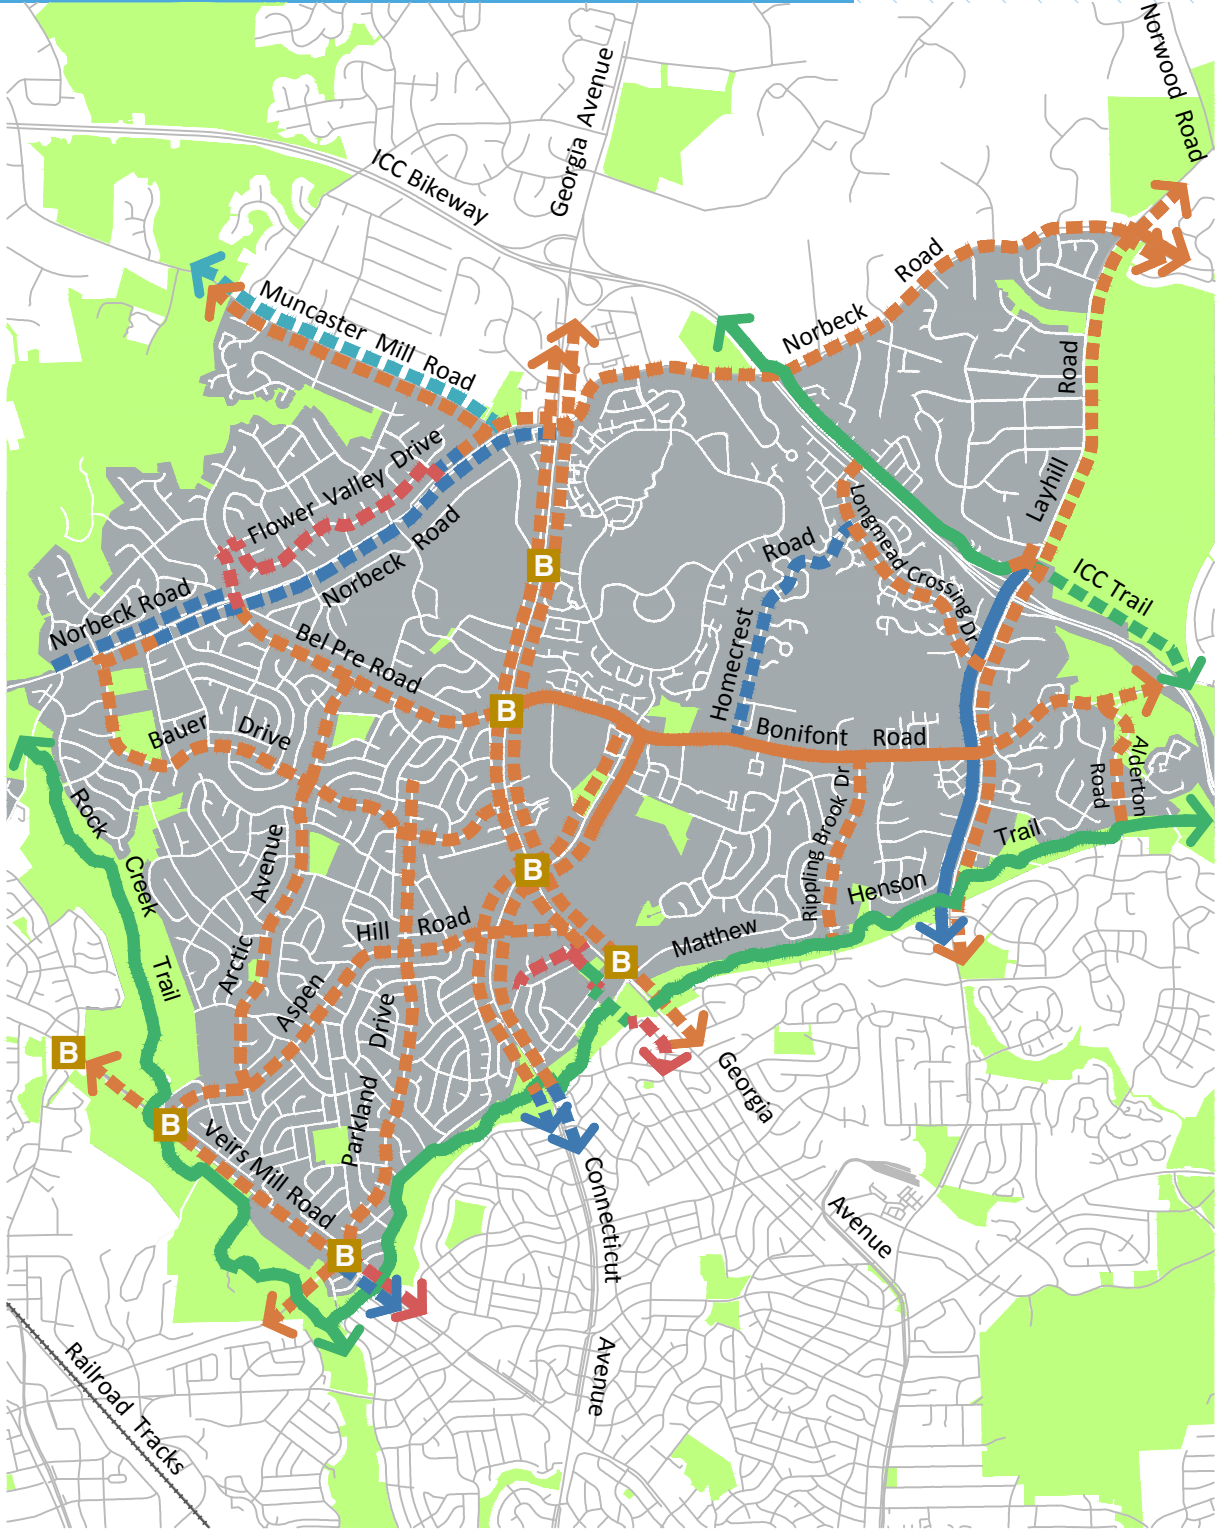 Norwood Road
Georgia Avenue
ICC Bikeway
Norbeck Road
Muncaster Mill Road
Road
Layhill
Flower Valley Drive
Norbeck Road
Longmead Crossing Dr
Homecrest Road
B
ICC Trail
Norbeck Road
Bel Pre Road
B
Bauer Drive
Bonifont Road
Alderton Road
Rock Creek Trail
Rippling Brook Dr
Arctic Avenue
B
Matthew Henson Trail
Aspen Hill Road
B
Parkland Drive
B
B
Veirs Mill Road
B
Georgia Avenue
Connecticut Avenue
Railroad Tracks